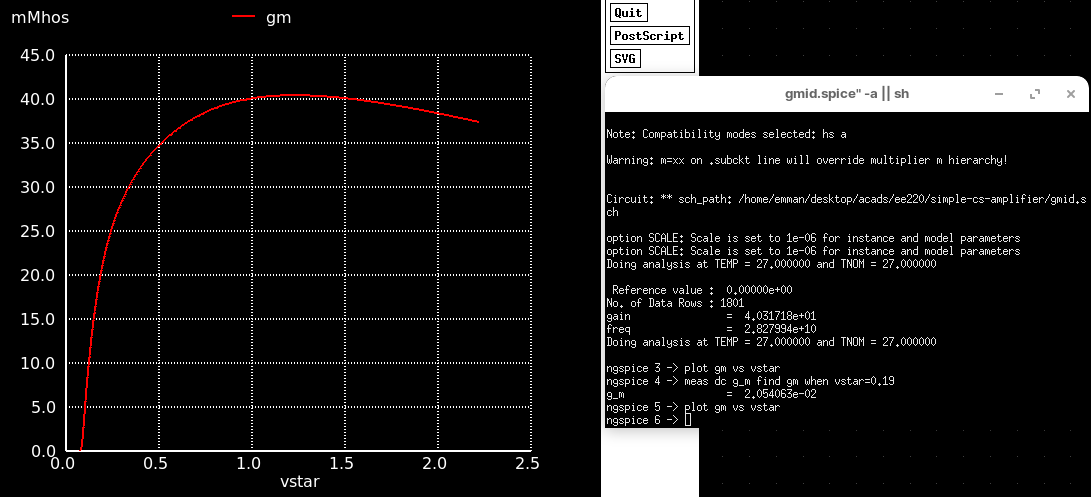 mMhos
gm
45.0
40.0
35.0
30.0
25.0
20.0
15.0
10.0
5.0
0.0
0.0 0.5 1.0 1.5 2.0 2.5
vstar
Quit
PostScript
SVG
gmid.spice" -a || sh
Note: Compatibility modes selected: hs a
Warning: m=xx on .subckt line will override multiplier m hierarchy!
Circuit: ** sch_path: /home/emman/desktop/acads/ee220/simple-cs-amplifier/gmid.s
ch
option SCALE: Scale is set to 1e-06 for instance and model parameters
option SCALE: Scale is set to 1e-06 for instance and model parameters
Doing analysis at TEMP = 27.000000 and TNOM = 27.000000
Reference value : 0.00000e+00
No. of Data Rows : 1801
gain = 4.031718e+01
freq = 2.827994e+10
Doing analysis at TEMP = 27.000000 and TNOM = 27.000000
ngspice 3 -> plot gm vs vstar
ngspice 4 -> meas dc g_m find gm when vstar=0.19
g_m = 2.054063e-02
ngspice 5 -> plot gm vs vstar
ngspice 6 ->